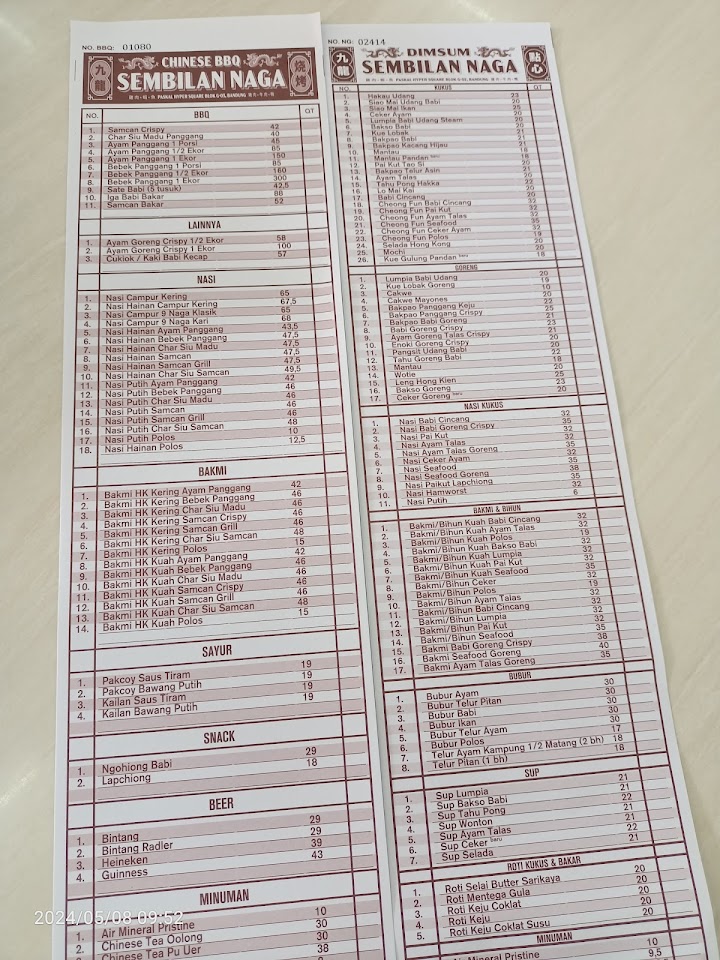 NO. BBQ: 01080
CHINESE BBQ
SEMBILAN NAGA
九龍
烧烤
PASKAL HYPER SQUARE BLOK G-05, BANDUNG
NO. BBQ QT
1. Samcan Crispy 42
2. Char Siu Madu Panggang 40
3. Ayam Panggang 1 Porsi 45
4. Ayam Panggang 1/2 Ekor 85
5. Ayam Panggang 1 Ekor 150
6. Bebek Panggang 1 Porsi 85
7. Bebek Panggang 1/2 Ekor 160
8. Bebek Panggang 1 Ekor 300
9. Sate Babi (5 tusuk) 42,5
10. Iga Babi Bakar 88
11. Samcan Bakar 52
LAINNYA
1. Ayam Goreng Crispy 1/2 Ekor 58
2. Ayam Goreng Crispy 1 Ekor 100
3. Cukiok / Kaki Babi Kecap 57
NASI
1. Nasi Campur Kering 65
2. Nasi Hainan Campur Kering 67,5
3. Nasi Campur 9 Naga Klasik 65
4. Nasi Campur 9 Naga Kari 68
5. Nasi Hainan Ayam Panggang 43,5
6. Nasi Hainan Bebek Panggang 47,5
7. Nasi Hainan Char Siu Madu 47,5
8. Nasi Hainan Samcan 47,5
9. Nasi Hainan Samcan Grill 47,5
10. Nasi Hainan Char Siu Samcan 49,5
11. Nasi Putih Ayam Panggang 42
12. Nasi Putih Bebek Panggang 46
13. Nasi Putih Char Siu Madu 46
14. Nasi Putih Samcan 46
15. Nasi Putih Samcan Grill 46
16. Nasi Putih Char Siu Samcan 48
17. Nasi Putih Polos 10
18. Nasi Hainan Polos 12,5
BAKMI
1. Bakmi HK Kering Ayam Panggang 42
2. Bakmi HK Kering Bebek Panggang 46
3. Bakmi HK Kering Char Siu Madu 46
4. Bakmi HK Kering Samcan Crispy 46
5. Bakmi HK Kering Samcan Grill 46
6. Bakmi HK Kering Char Siu Samcan 48
7. Bakmi HK Kering Polos 15
8. Bakmi HK Kuah Ayam Panggang 42
9. Bakmi HK Kuah Bebek Panggang 46
10. Bakmi HK Kuah Char Siu Madu 46
11. Bakmi HK Kuah Samcan Crispy 46
12. Bakmi HK Kuah Samcan Grill 46
13. Bakmi HK Kuah Char Siu Samcan 48
14. Bakmi HK Kuah Polos 15
SAYUR
1. Pakcoy Saus Tiram 19
2. Pakcoy Bawang Putih 19
3. Kailan Saus Tiram 19
4. Kailan Bawang Putih 19
SNACK
1. Ngohiong Babi 29
2. Lapchiong 18
BEER
1. Bintang 29
2. Bintang Radler 29
3. Heineken 39
4. Guinness 43
MINUMAN
1. Air Mineral Pristine 10
2. Chinese Tea Oolong 30
3. Chinese Tea Pu Uer 38
NO. NQ: 02414
DIMSUM
SEMBILAN NAGA
九龍
點心
PASKAL HYPER SQUARE BLOK G-05, BANDUNG
NO. KUKUS QT
1. Hakau Udang 23
2. Siao Mai Udang Babi 20
3. Siao Mai Ikan 25
4. Ceker Ayam 20
5. Lumpia Babi Udang Steam
6. Bakso Babi 20
7. Kue Lobak
8. Bakpao Babi 21
9. Bakpao Kacang Hijau 21
10. Mantau 18
11. Mantau Pandan baru 18
12. Pai Kut Tao Si 20
13. Bakpao Telur Asin 21
14. Ayam Talas 20
15. Tahu Pong Hakka
16. Lo Mai Kai 20
17. Babi Cincang 20
18. Cheong Fun Babi Cincang 32
19. Cheong Fun Pai Kut 32
20. Cheong Fun Ayam Talas 32
21. Cheong Fun Seafood 35
22. Cheong Fun Ceker Ayam 32
23. Cheong Fun Polos 19
24. Selada Hong Kong 20
25. Mochi 20
26. Kue Gulung Pandan baru 18
GORENG
1. Lumpia Babi Udang 20
2. Kue Lobak Goreng 19
3. Cakwe 10
4. Cakwe Mayones 22
5. Bakpao Panggang Keju 25
6. Bakpao Panggang Crispy 21
7. Bakpao Babi Goreng 23
8. Babi Goreng Crispy 21
9. Ayam Goreng Talas Crispy 20
10. Enoki Goreng Crispy 21
11. Pangsit Udang Babi 20
12. Tahu Goreng Babi 22
13. Mantau 18
14. Wotie 20
15. Leng Hong Kien 25
16. Bakso Goreng 23
17. Ceker Goreng baru 20
NASI KUKUS
1. Nasi Babi Cincang 32
2. Nasi Babi Goreng Crispy 35
3. Nasi Pai Kut 32
4. Nasi Ayam Talas 32
5. Nasi Ayam Talas Goreng 35
6. Nasi Ceker Ayam 32
7. Nasi Seafood 35
8. Nasi Seafood Goreng 38
9. Nasi Paikut Lapchiong 35
10. Nasi Hamworst 32
11. Nasi Putih 6
BAKMI & BIHUN
1. Bakmi/Bihun Kuah Babi Cincang 32
2. Bakmi/Bihun Kuah Ayam Talas 32
3. Bakmi/Bihun Kuah Polos 19
4. Bakmi/Bihun Kuah Bakso Babi 32
5. Bakmi/Bihun Kuah Lumpia 32
6. Bakmi/Bihun Kuah Pai Kut 32
7. Bakmi/Bihun Kuah Seafood 35
8. Bakmi/Bihun Ceker 32
9. Bakmi/Bihun Polos 19
10. Bakmi/Bihun Ayam Talas 32
11. Bakmi/Bihun Babi Cincang 32
12. Bakmi/Bihun Lumpia 32
13. Bakmi/Bihun Pai Kut 32
14. Bakmi/Bihun Seafood 35
15. Bakmi Babi Goreng Crispy 38
16. Bakmi Seafood Goreng 40
17. Bakmi Ayam Talas Goreng 35
BUBUR
1. Bubur Ayam 30
2. Bubur Telur Pitan 30
3. Bubur Babi 30
4. Bubur Ikan 30
5. Bubur Telur Ayam 30
6. Bubur Polos 17
7. Telur Ayam Kampung 1/2 Matang (2 bh) 18
8. Telur Pitan (1 bh) 18
SUP
1. Sup Lumpia 21
2. Sup Bakso Babi 21
3. Sup Tahu Pong 22
4. Sup Wonton 21
5. Sup Ayam Talas 21
6. Sup Ceker baru 22
7. Sup Selada 21
ROTI KUKUS & BAKAR
1. Roti Selai Butter Sarikaya 20
2. Roti Mentega Gula 20
3. Roti Keju Coklat 20
4. Roti Keju 20
5. Roti Coklat Susu 20
MINUMAN
Air Mineral Pristine 10
9,5
2024/05/08 09:52